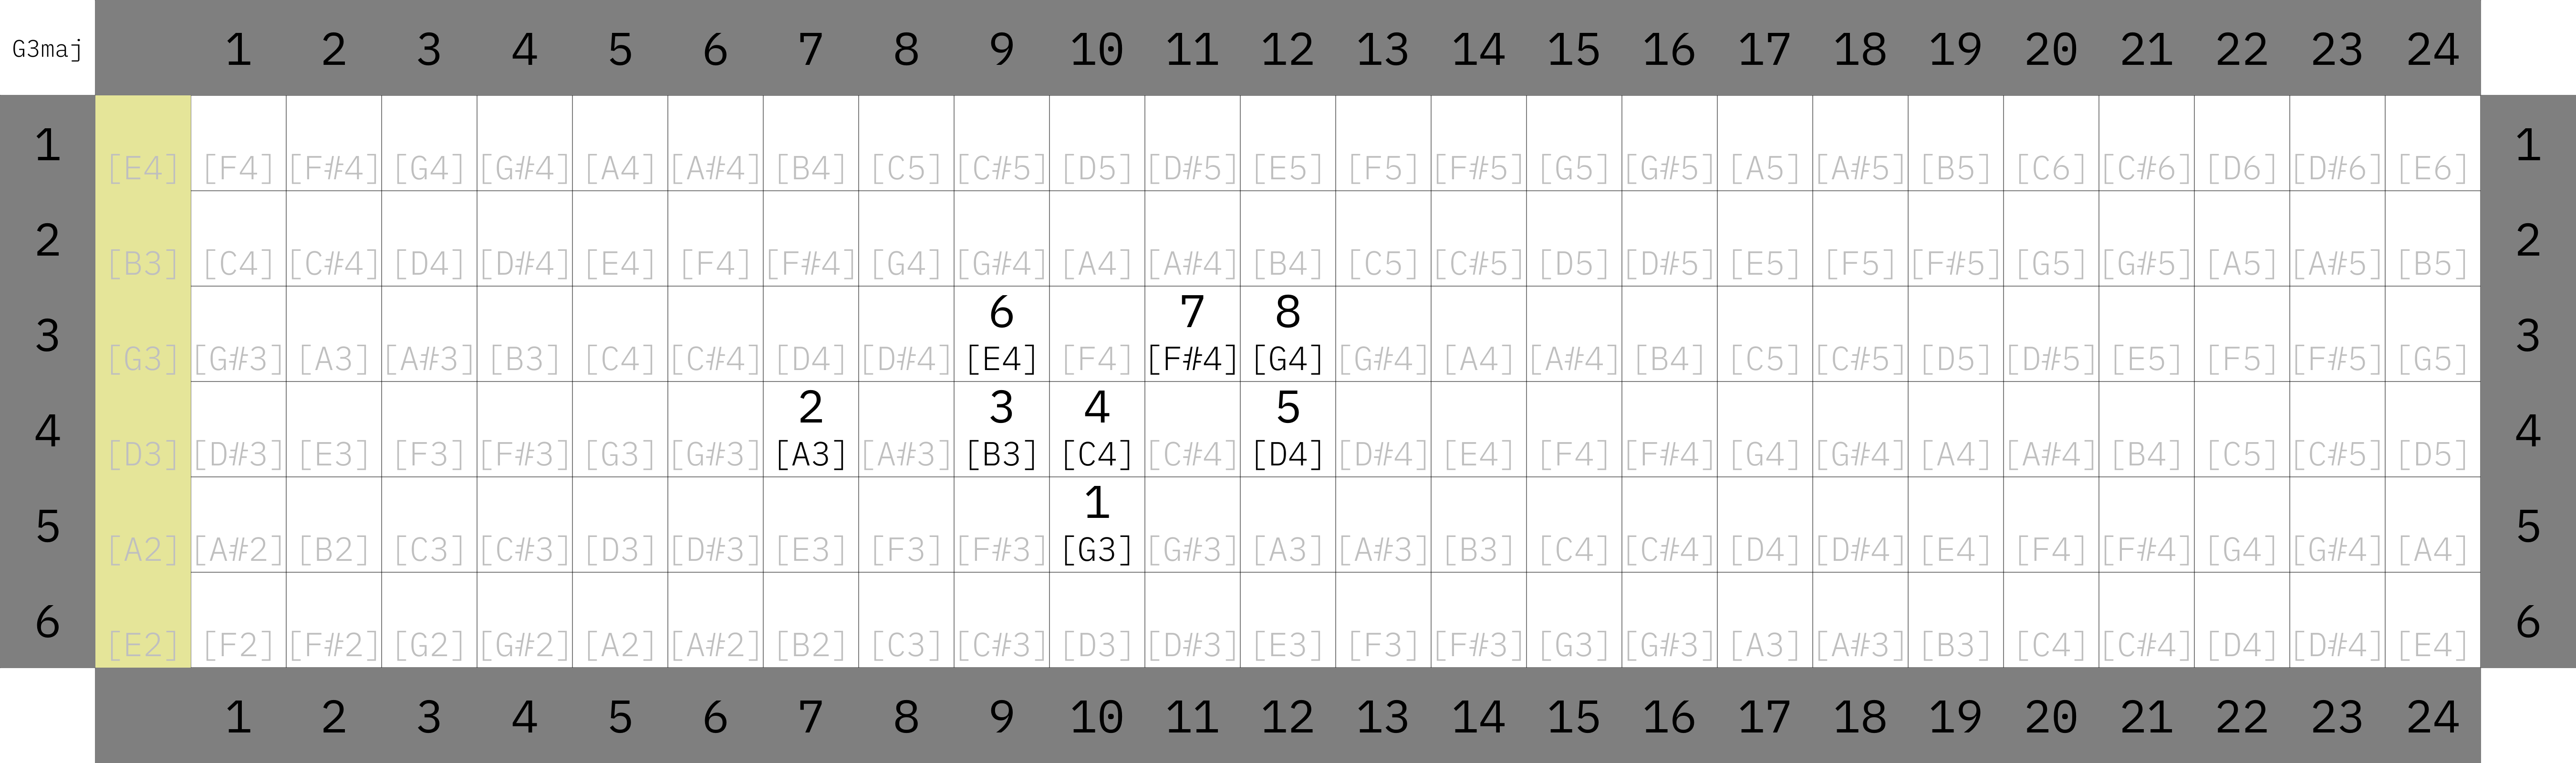 G3maj 1 2 3 4 5 6 7 8 9 10 11 12 13 14 15 16 17 18 19 20 21 22 23 24
1 [E4] [F4] [F#4] [G4] [G#4] [A4] [A#4] [B4] [C5] [C#5] [D5] [D#5] [E5] [F5] [F#5] [G5] [G#5] [A5] [A#5] [B5] [C6] [C#6] [D6] [D#6] [E6] 1
2 [B3] [C4] [C#4] [D4] [D#4] [E4] [F4] [F#4] [G4] [G#4] [A4] [A#4] [B4] [C5] [C#5] [D5] [D#5] [E5] [F5] [F#5] [G5] [G#5] [A5] [A#5] [B5] 2
6 7 8
3 [G3] [G#3] [A3] [A#3] [B3] [C4] [C#4] [D4] [D#4] [E4] [F4] [F#4] [G4] [G#4] [A4] [A#4] [B4] [C5] [C#5] [D5] [D#5] [E5] [F5] [F#5] [G5] 3
2 3 4 5
4 [D3] [D#3] [E3] [F3] [F#3] [G3] [G#3] [A3] [A#3] [B3] [C4] [C#4] [D4] [D#4] [E4] [F4] [F#4] [G4] [G#4] [A4] [A#4] [B4] [C5] [C#5] [D5] 4
1
5 [A2] [A#2] [B2] [C3] [C#3] [D3] [D#3] [E3] [F3] [F#3] [G3] [G#3] [A3] [A#3] [B3] [C4] [C#4] [D4] [D#4] [E4] [F4] [F#4] [G4] [G#4] [A4] 5
6 [E2] [F2] [F#2] [G2] [G#2] [A2] [A#2] [B2] [C3] [C#3] [D3] [D#3] [E3] [F3] [F#3] [G3] [G#3] [A3] [A#3] [B3] [C4] [C#4] [D4] [D#4] [E4] 6
1 2 3 4 5 6 7 8 9 10 11 12 13 14 15 16 17 18 19 20 21 22 23 24